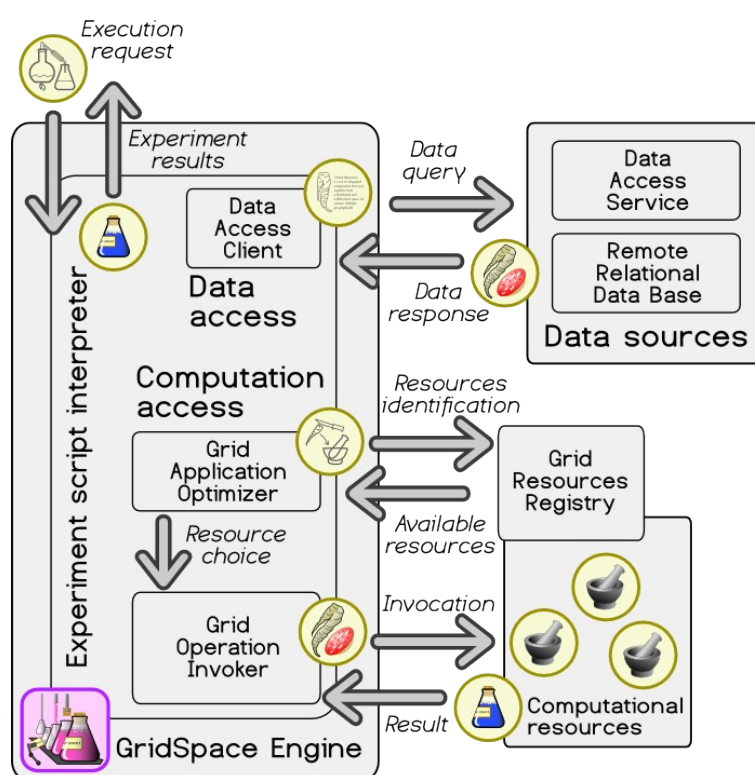 Execution
request
Experiment
results
Data
query
Data
Access
Client
Data
access
Data
response
Data
Access
Service
Remote
Relational
Data Base
Data sources
Experiment script interpreter
Computation
access
Resources
identification
Grid
Application
Optimizer
Grid
Resources
Registry
Available
resources
Resource
choice
Grid
Operation
Invoker
Invocation
Result
Computational
resources
GridSpace Engine